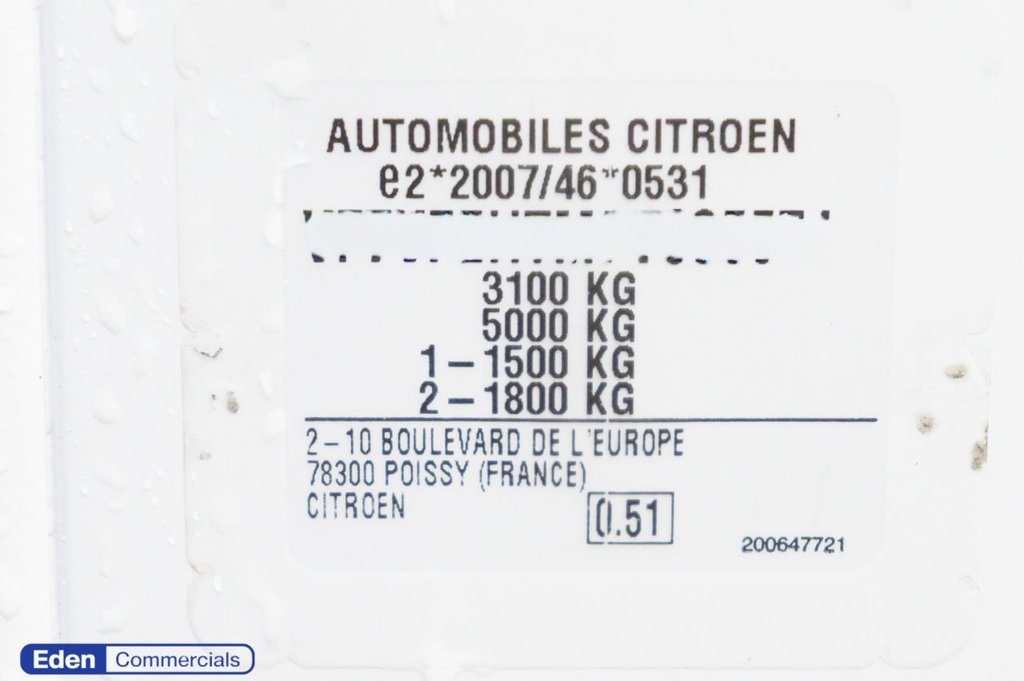 AUTOMOBILES CITROEN
e2*2007/46*0531
3100 KG
5000 KG
1 - 1500 KG
2 - 1800 KG
2-10 BOULEVARD DE L'EUROPE
78300 POISSY (FRANCE)
CITROEN
0.51
200647721
Eden Commercials